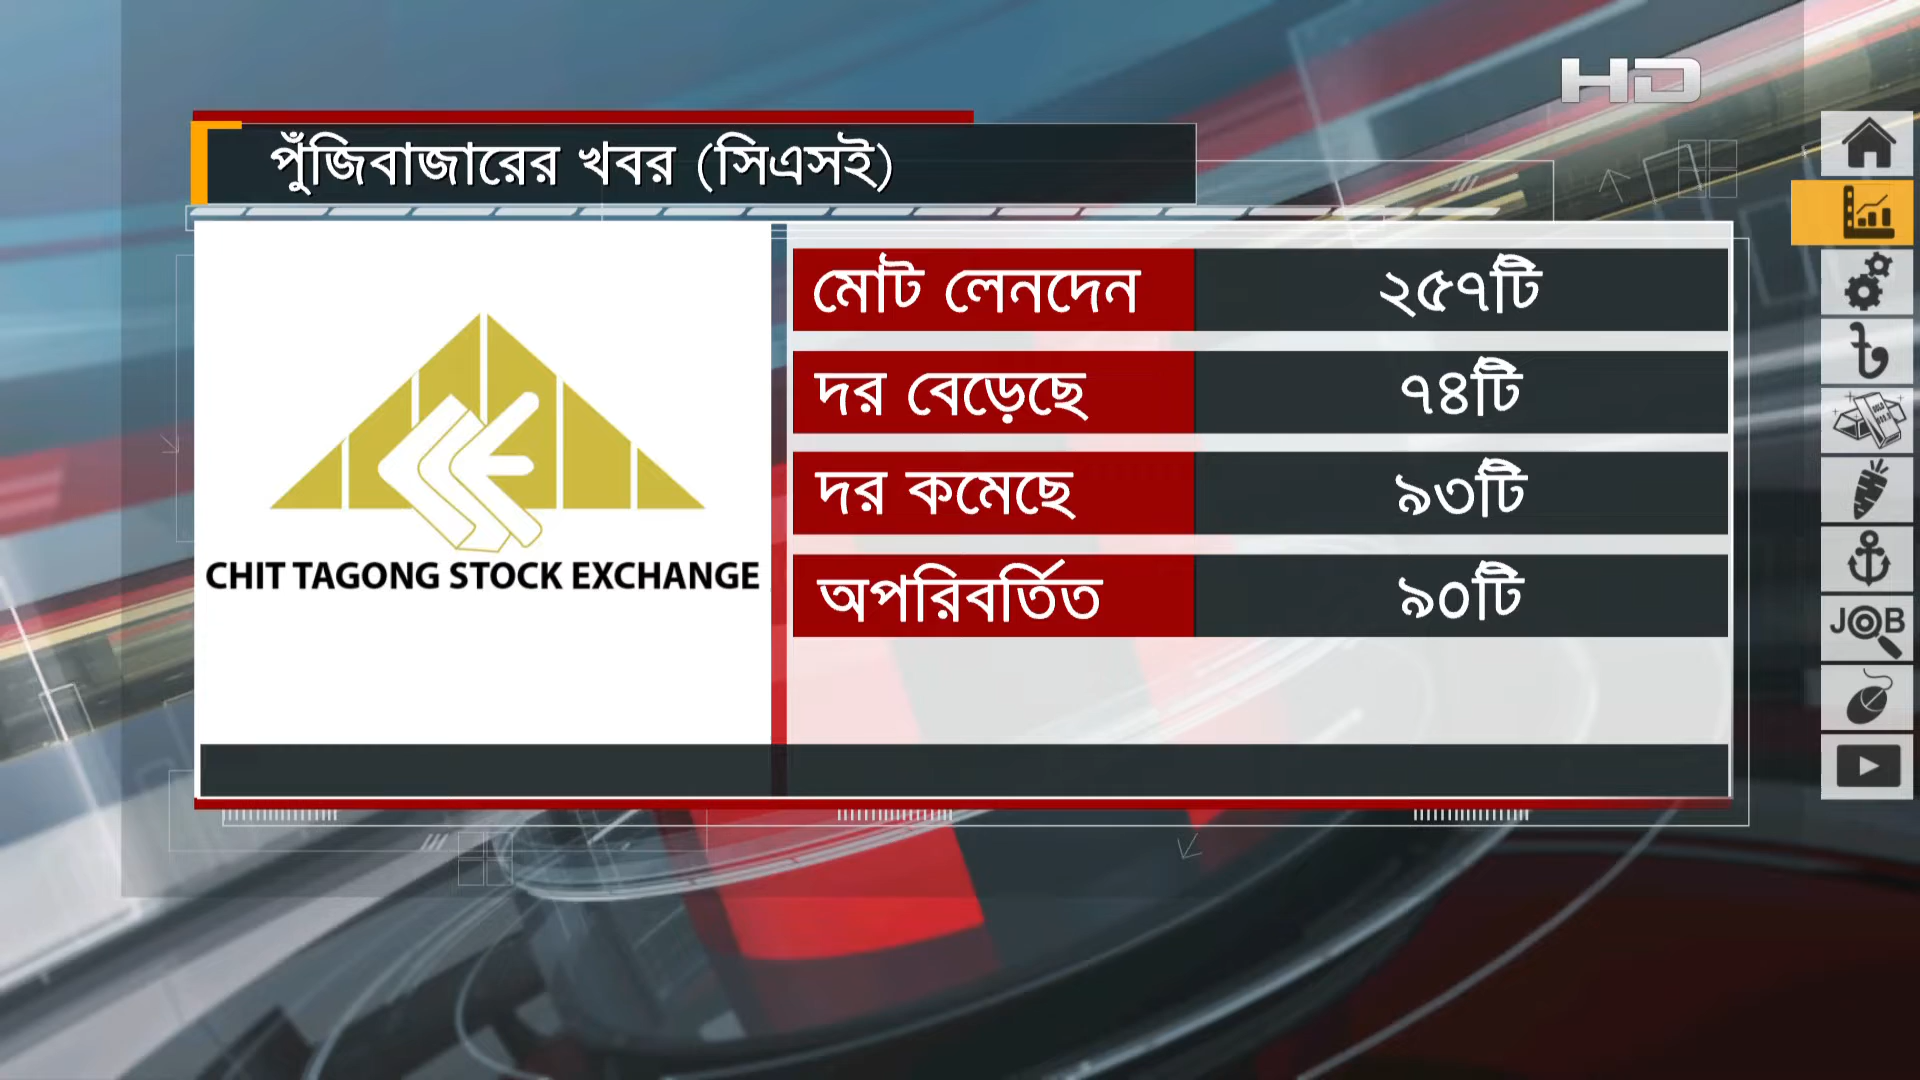 HD
পুঁজিবাজারের খবর (সিএসই)
CHIT TAGONG STOCK EXCHANGE
মোট লেনদেন ২৫৭টি
দর বেড়েছে ৭৪টি
দর কমেছে ৯৩টি
অপরিবর্তিত ৯০টি
৳
JOB